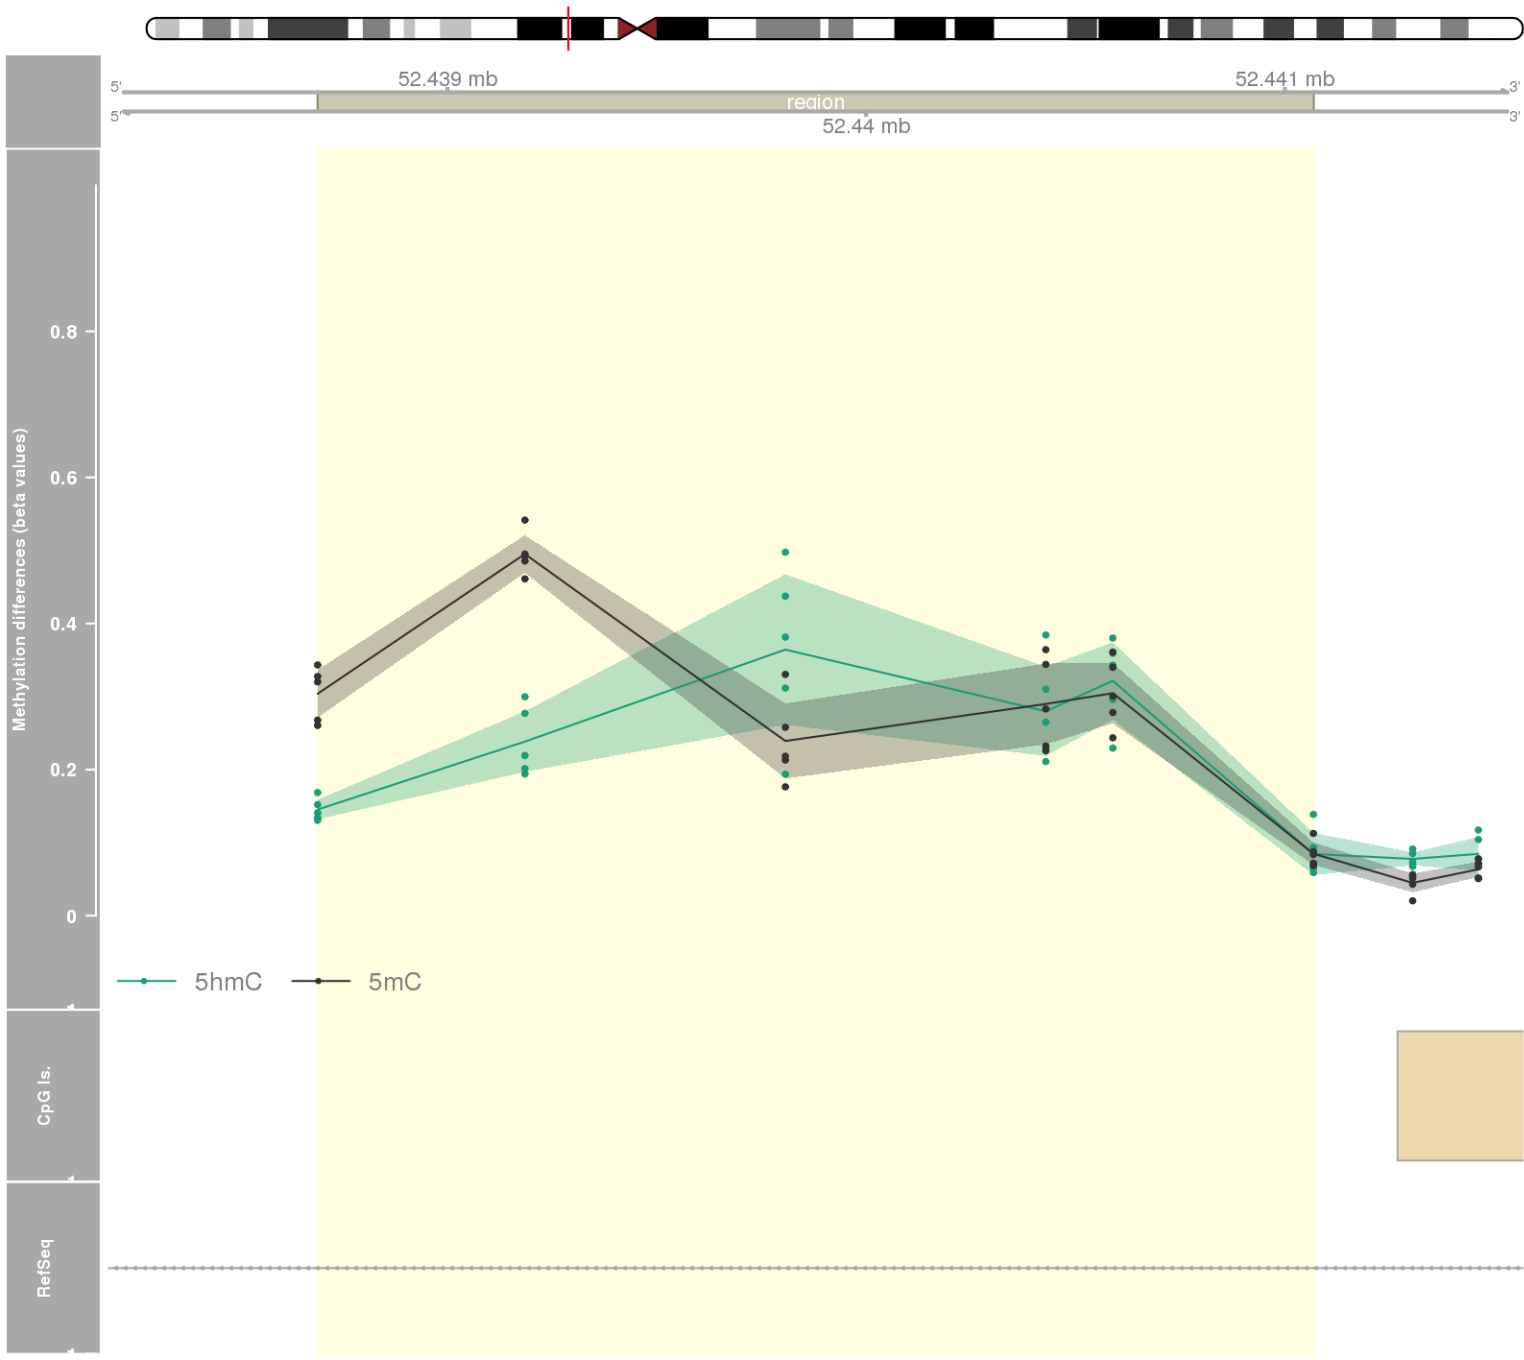 52.439 mb
52.441 mb
5'
3'
region
5'
3'
52.44 mb
Methylation differences (beta values)
0.8
0.6
0.4
0.2
0
5hmC
5mC
CpG Is.
RefSeq